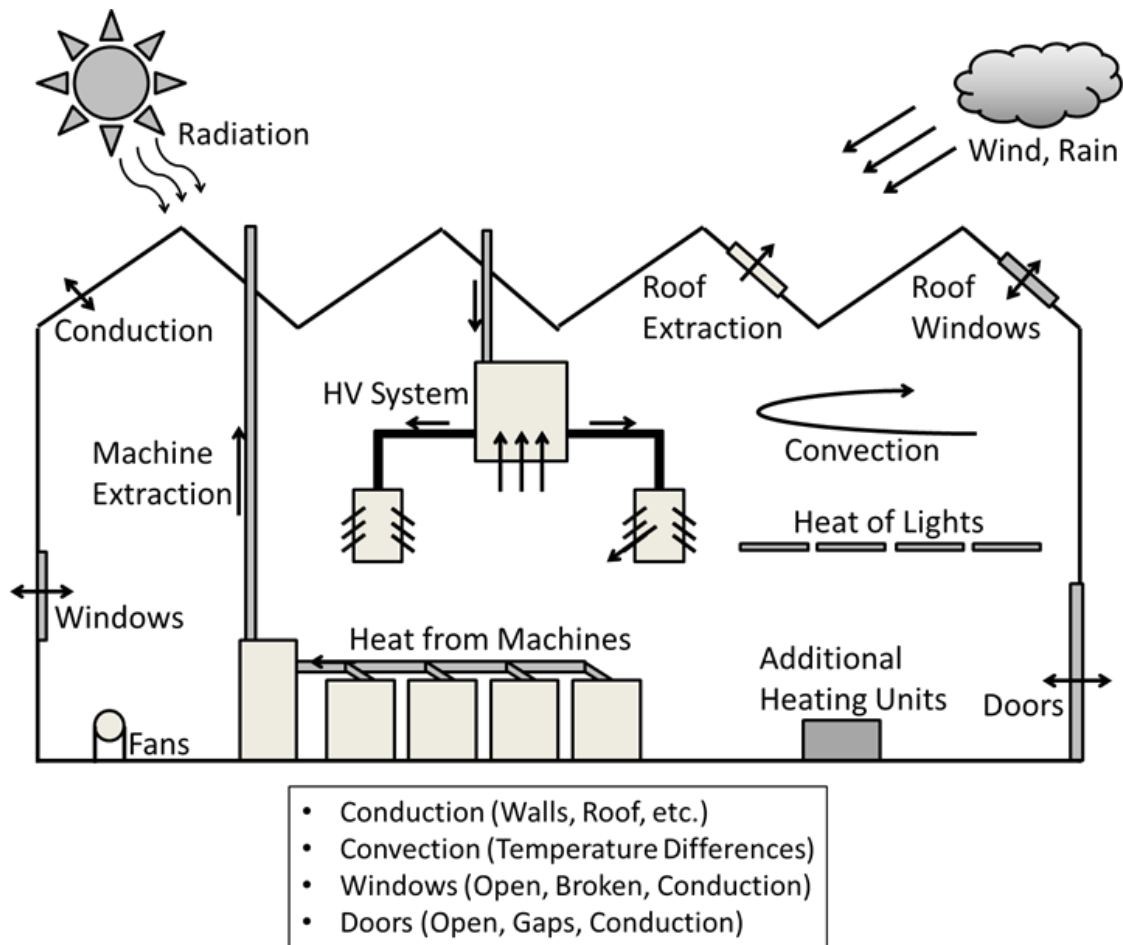 Radiation
Wind, Rain
Conduction
Roof
Extraction
Roof
Windows
HV System
Machine
Extraction
Convection
Heat of Lights
Windows
Heat from Machines
Additional
Heating Units
Doors
Fans
• Conduction (Walls, Roof, etc.)
• Convection (Temperature Differences)
• Windows (Open, Broken, Conduction)
• Doors (Open, Gaps, Conduction)